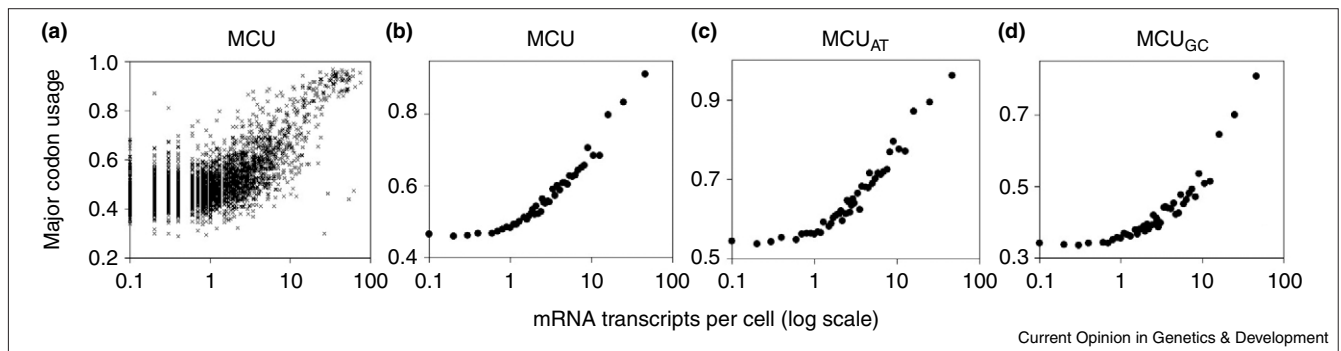 (a) MCU
(b) MCU
(c) MCU_AT
(d) MCU_GC
Major codon usage
1.0
0.8
0.6
0.4
0.2
0.1 1 10 100
0.8
0.6
0.4
0.1 1 10 100
0.9
0.7
0.5
0.1 1 10 100
0.7
0.5
0.3
0.1 1 10 100
mRNA transcripts per cell (log scale)
Current Opinion in Genetics & Development